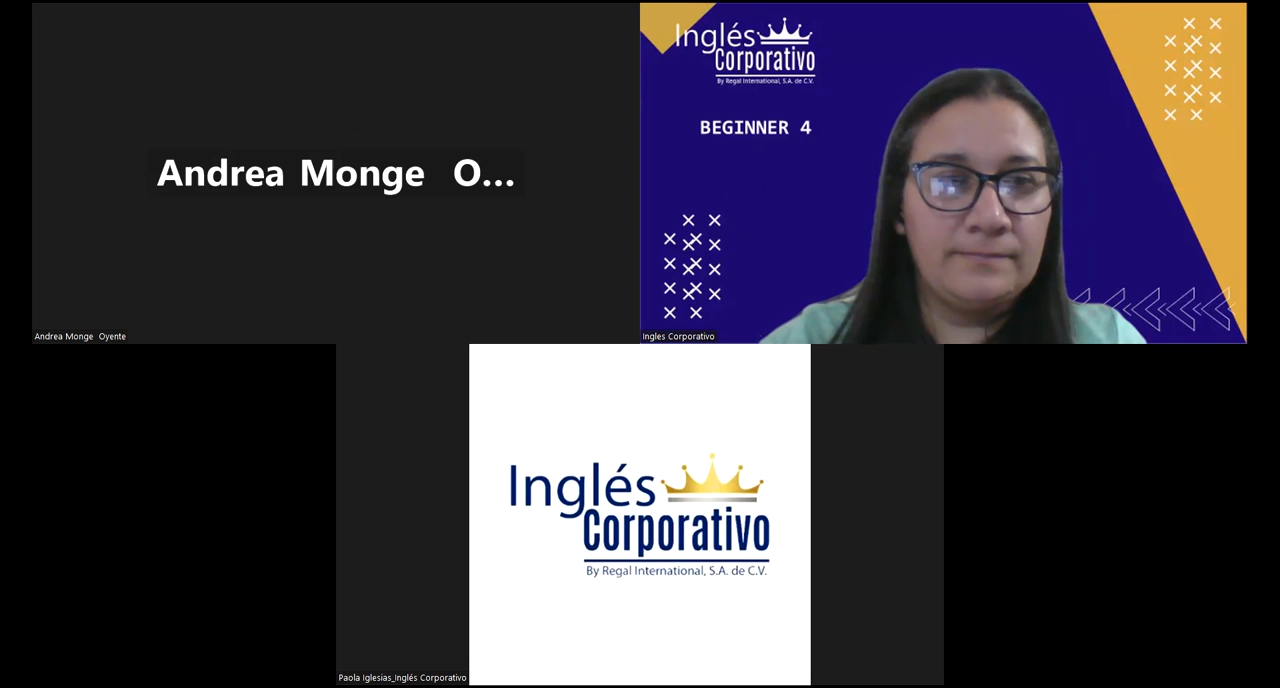 Andrea Monge O...
Andrea Monge Oyente
Inglés
Corporativo
By Regal International, S.A. de C.V.
BEGINNER 4
Ingles Corporativo
Inglés
Corporativo
By Regal International, S.A. de C.V.
Paola Iglesias_Inglés Corporativo